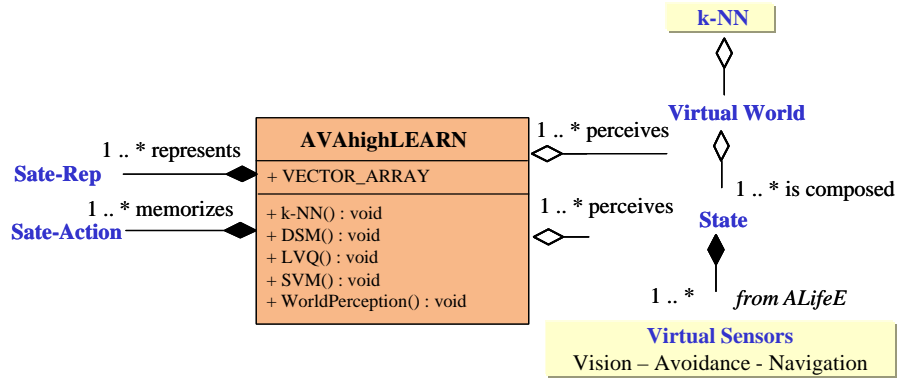 k-NN
Virtual World
1 .. * is composed
State
1 .. * from ALifeE
Virtual Sensors
Vision – Avoidance - Navigation
AVAhighLEARN
+ VECTOR_ARRAY
+ k-NN() : void
+ DSM() : void
+ LVQ() : void
+ SVM() : void
+ WorldPerception() : void
1 .. * perceives
1 .. * perceives
1 .. * represents
Sate-Rep
1 .. * memorizes
Sate-Action